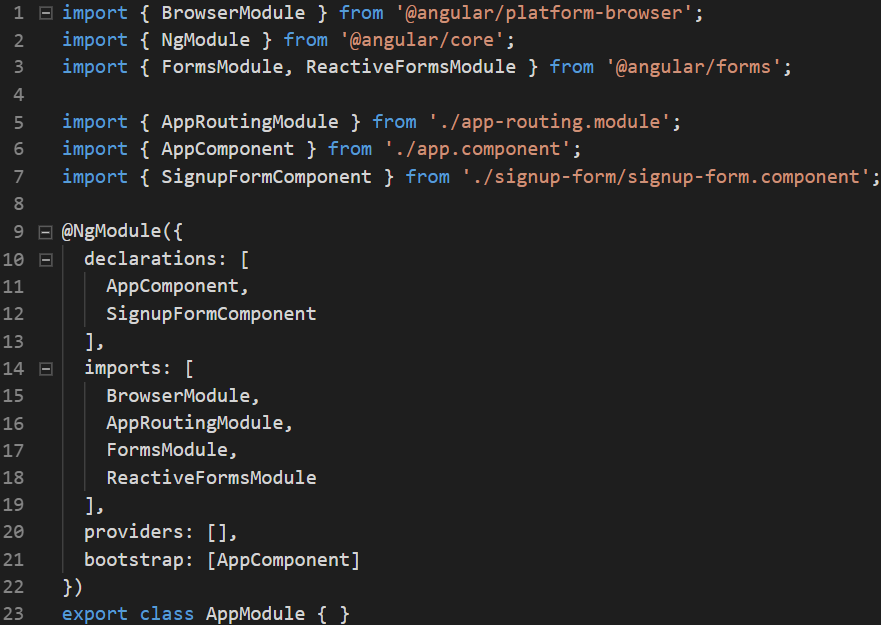 1 import { BrowserModule } from '@angular/platform-browser';
2 import { NgModule } from '@angular/core';
3 import { FormsModule, ReactiveFormsModule } from '@angular/forms';
4
5 import { AppRoutingModule } from './app-routing.module';
6 import { AppComponent } from './app.component';
7 import { SignupFormComponent } from './signup-form/signup-form.component';
8
9 @NgModule({
10   declarations: [
11     AppComponent,
12     SignupFormComponent
13   ],
14   imports: [
15     BrowserModule,
16     AppRoutingModule,
17     FormsModule,
18     ReactiveFormsModule
19   ],
20   providers: [],
21   bootstrap: [AppComponent]
22 })
23 export class AppModule { }